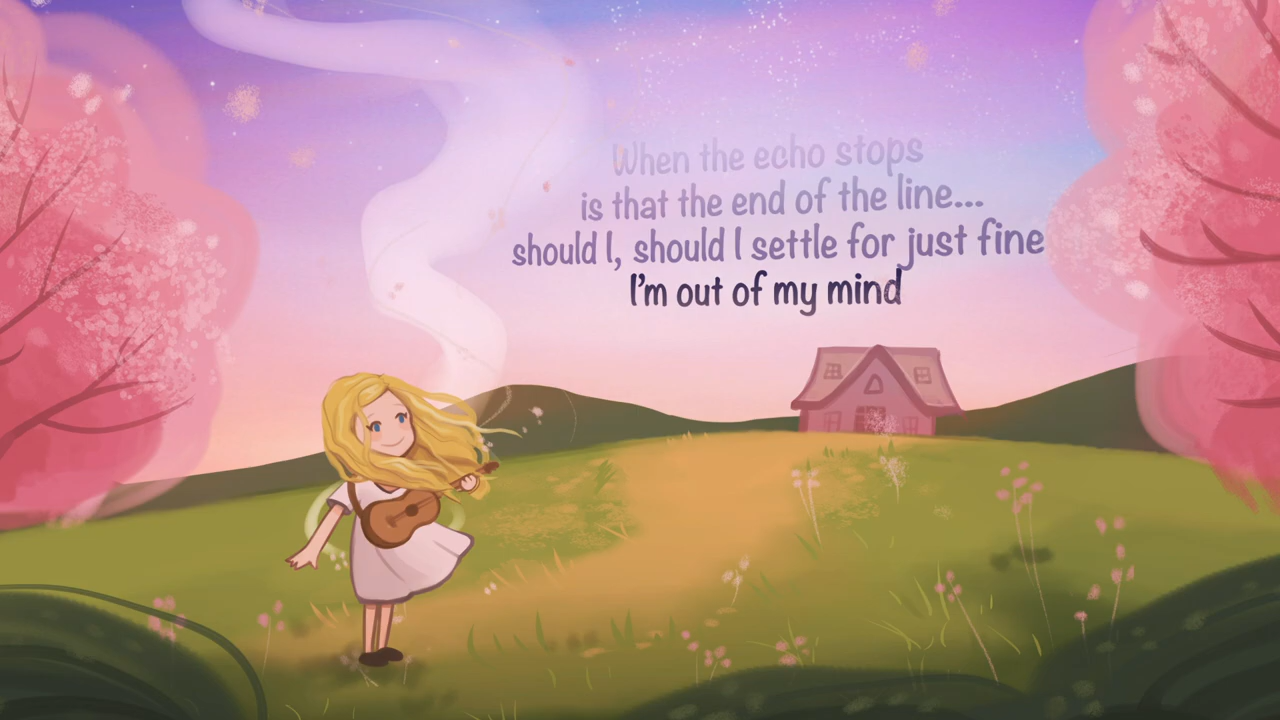 When the echo stops
is that the end of the line...
should I, should I settle for just fine
I'm out of my mind